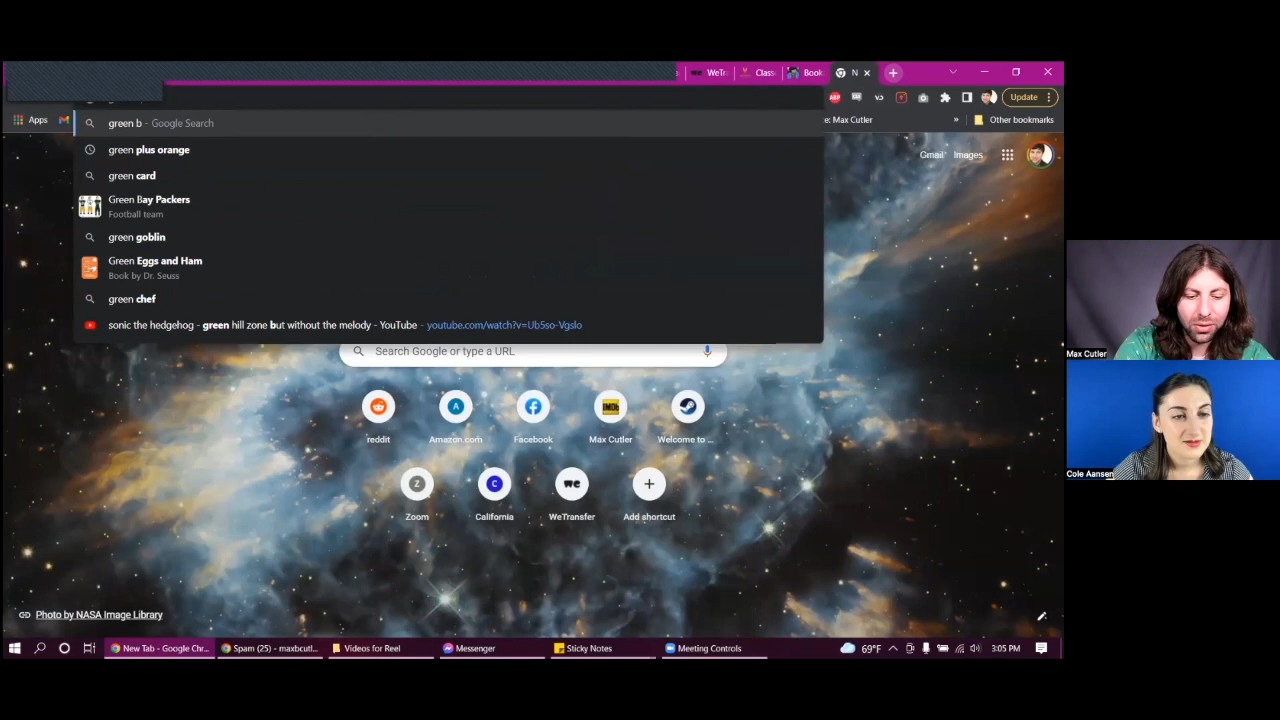 WeTr
Class
Book
N
ABP
Update
Apps
e: Max Cutler
»
Other bookmarks
green b - Google Search
green plus orange
green card
Green Bay Packers
Football team
green goblin
Green Eggs and Ham
Book by Dr. Seuss
green chef
sonic the hedgehog - green hill zone but without the melody - YouTube - youtube.com/watch?v=Ub5so-Vgslo
Gmail Images
Search Google or type a URL
reddit
Amazon.com
Facebook
IMDb
Max Cutler
Welcome to ...
Z
Zoom
C
California
we
WeTransfer
Add shortcut
A
Photo by NASA Image Library
New Tab - Google Chr...
Spam (25) - maxbcutl...
Videos for Reel
Messenger
Sticky Notes
Meeting Controls
69°F
3:05 PM
Max Cutler
Cole Aansen